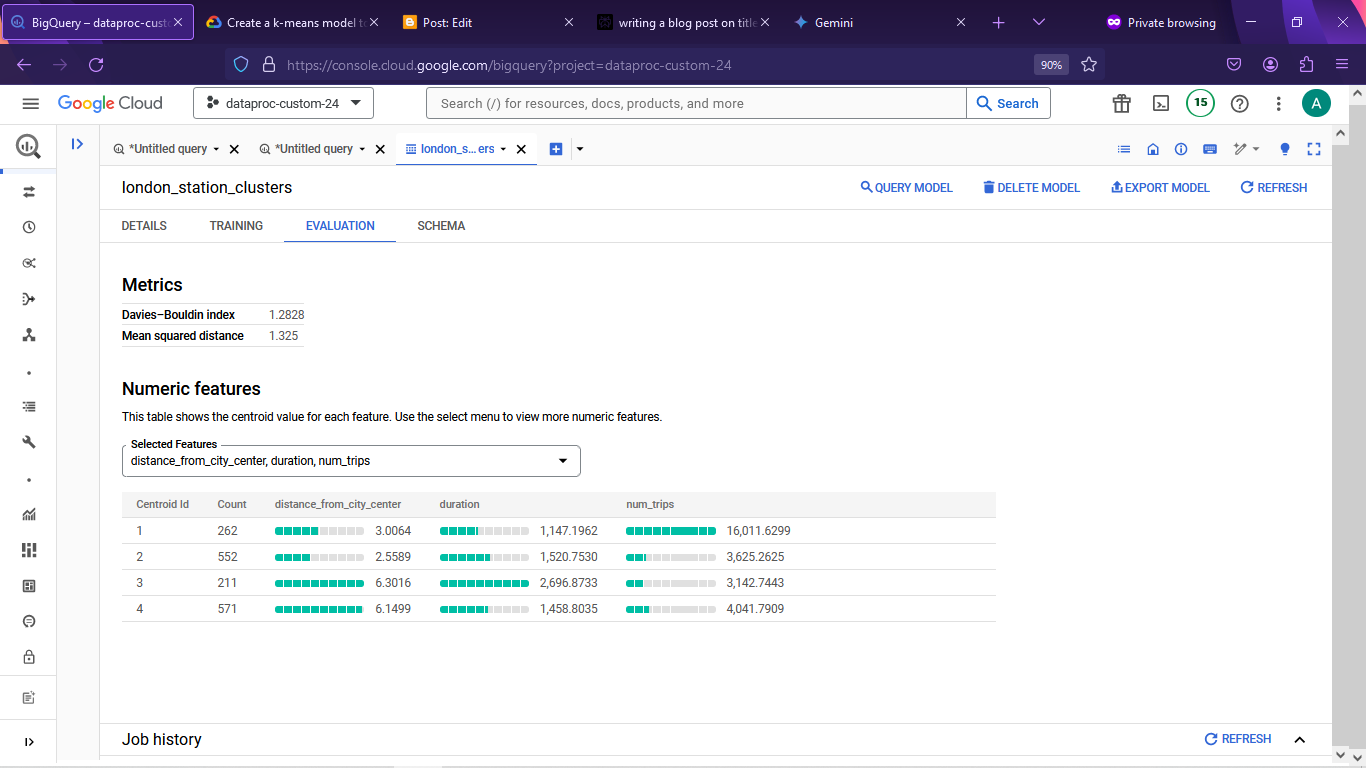 BigQuery – dataproc-cust
Create a k-means model to
Post: Edit
writing a blog post on title
Gemini
Private browsing
https://console.cloud.google.com/bigquery?project=dataproc-custom-24
90%
Google Cloud
dataproc-custom-24
Search (/) for resources, docs, products, and more
Search
15
A
*Untitled query
*Untitled query
london_s... ers
london_station_clusters
QUERY MODEL
DELETE MODEL
EXPORT MODEL
REFRESH
DETAILS
TRAINING
EVALUATION
SCHEMA
Metrics
Davies–Bouldin index 1.2828
Mean squared distance 1.325
Numeric features
This table shows the centroid value for each feature. Use the select menu to view more numeric features.
Selected Features
distance_from_city_center, duration, num_trips
Centroid Id Count distance_from_city_center duration num_trips
1 262 3.0064 1,147.1962 16,011.6299
2 552 2.5589 1,520.7530 3,625.2625
3 211 6.3016 2,696.8733 3,142.7443
4 571 6.1499 1,458.8035 4,041.7909
Job history
REFRESH